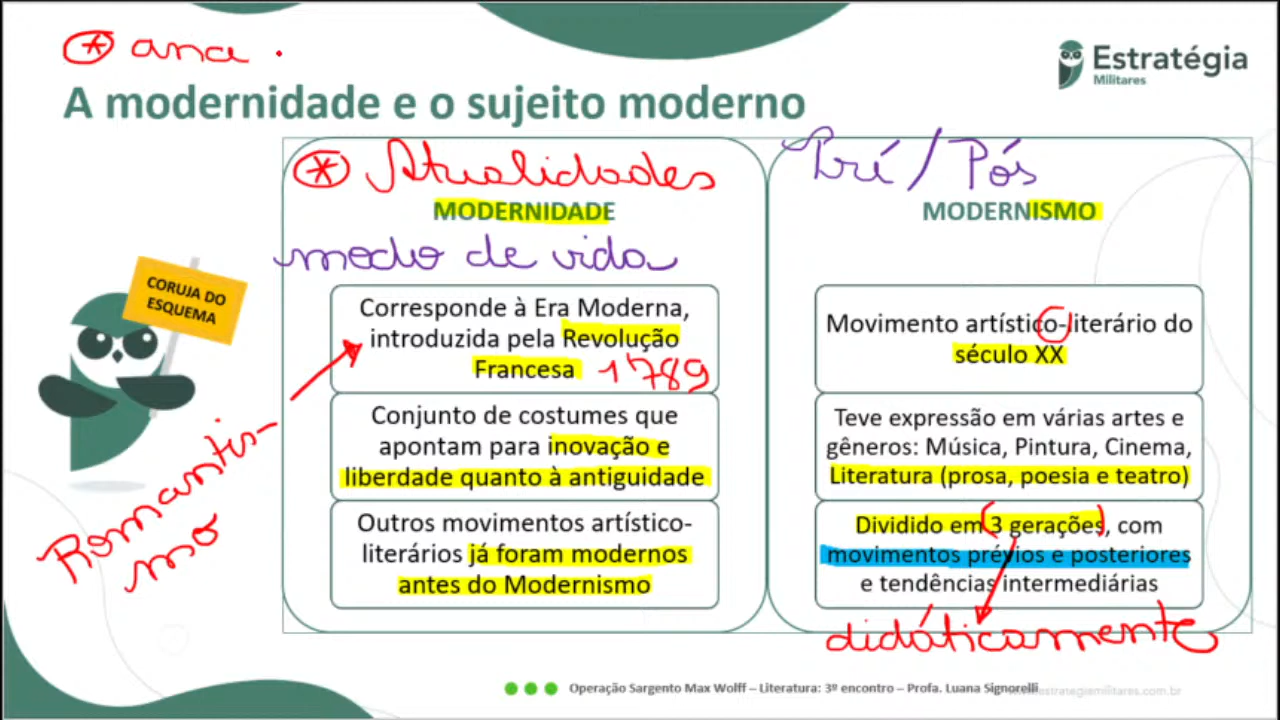 * ana
Estratégia
Militares
A modernidade e o sujeito moderno
* Atualidades
MODERNIDADE
modo de vida
CORUJA DO
ESQUEMA
Corresponde à Era Moderna,
introduzida pela Revolução
Francesa 1789
Conjunto de costumes que
apontam para inovação e
liberdade quanto à antiguidade
Outros movimentos artístico-
literários já foram modernos
antes do Modernismo
Romantis-
mo
Pré / Pós
MODERNISMO
Movimento artístico-literário do
século XX
Teve expressão em várias artes e
gêneros: Música, Pintura, Cinema,
Literatura (prosa, poesia e teatro)
Dividido em 3 gerações, com
movimentos prévios e posteriores
e tendências intermediárias
didáticamente
Operação Sargento Max Wolff – Literatura: 3º encontro – Profa. Luana Signorelli
estrategiamilitares.com.br